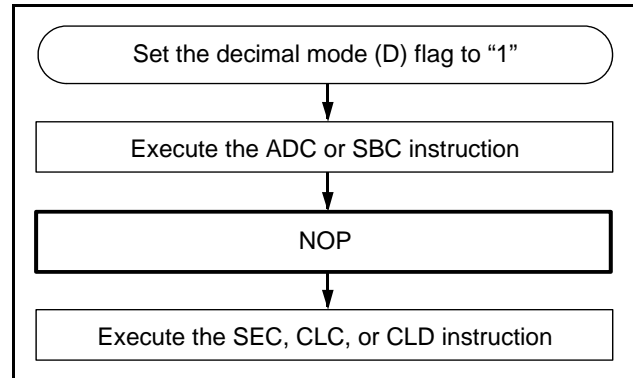 Set the decimal mode (D) flag to “1”
Execute the ADC or SBC instruction
NOP
Execute the SEC, CLC, or CLD instruction